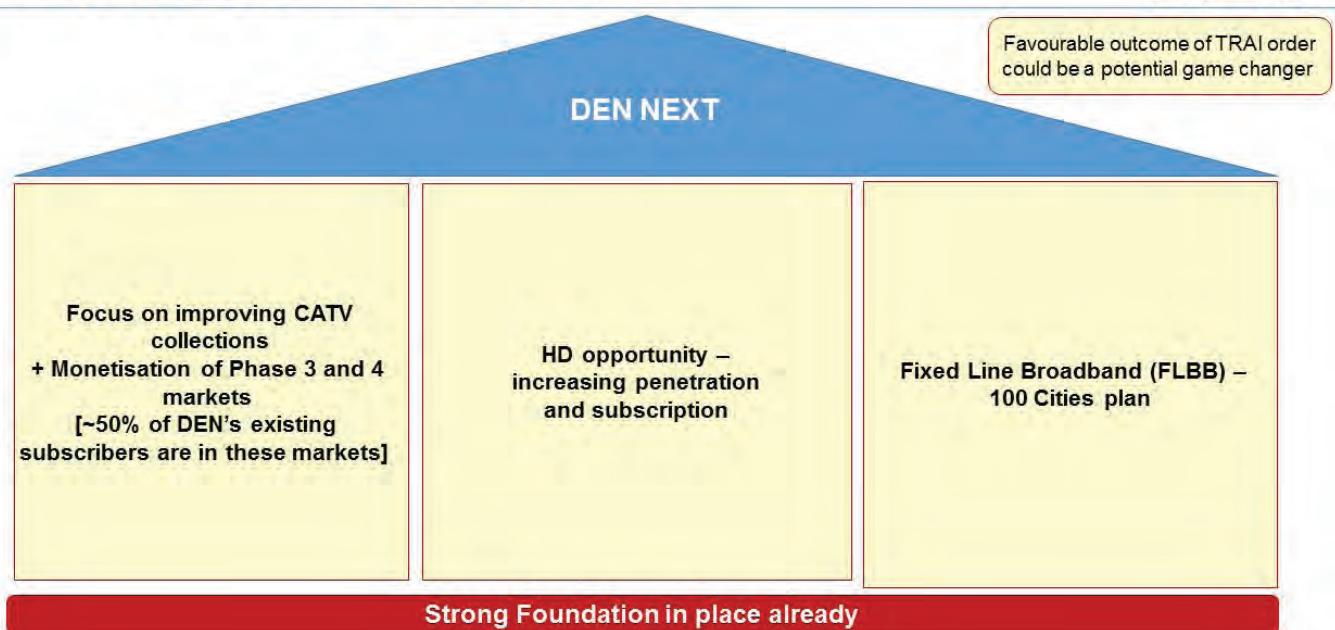 Favourable outcome of TRAI order
could be a potential game changer
DEN NEXT
Focus on improving CATV
collections
+ Monetisation of Phase 3 and 4
markets
[~50% of DEN's existing
subscribers are in these markets]
HD opportunity –
increasing penetration
and subscription
Fixed Line Broadband (FLBB) –
100 Cities plan
Strong Foundation in place already